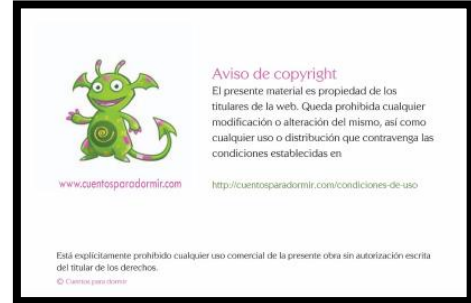 Aviso de copyright
El presente material es propiedad de los
titulares de la web. Queda prohibida cualquier
modificación o alteración del mismo, así como
cualquier uso o distribución que contravenga las
condiciones establecidas en
www.cuentosparadormir.com
http://cuentosparadormir.com/condiciones-de-uso
Está explícitamente prohibido cualquier uso comercial de la presente obra sin autorización escrita
del titular de los derechos.
© Cuentos para dormir